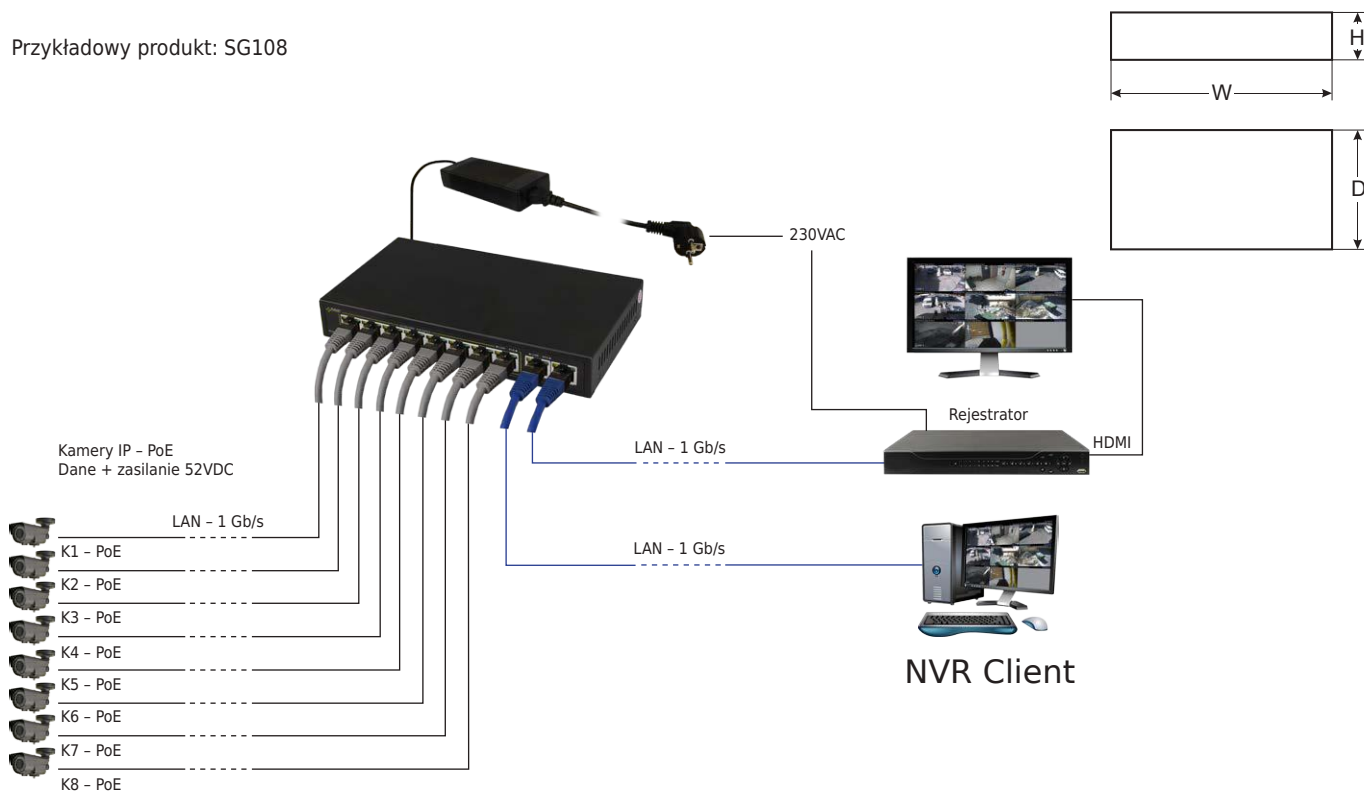 Przykładowy produkt: SG108
H
W
D
230VAC
Rejestrator
HDMI
LAN – 1 Gb/s
Kamery IP – PoE
Dane + zasilanie 52VDC
LAN – 1 Gb/s
LAN – 1 Gb/s
K1 – PoE
K2 – PoE
K3 – PoE
K4 – PoE
K5 – PoE
K6 – PoE
K7 – PoE
K8 – PoE
NVR Client